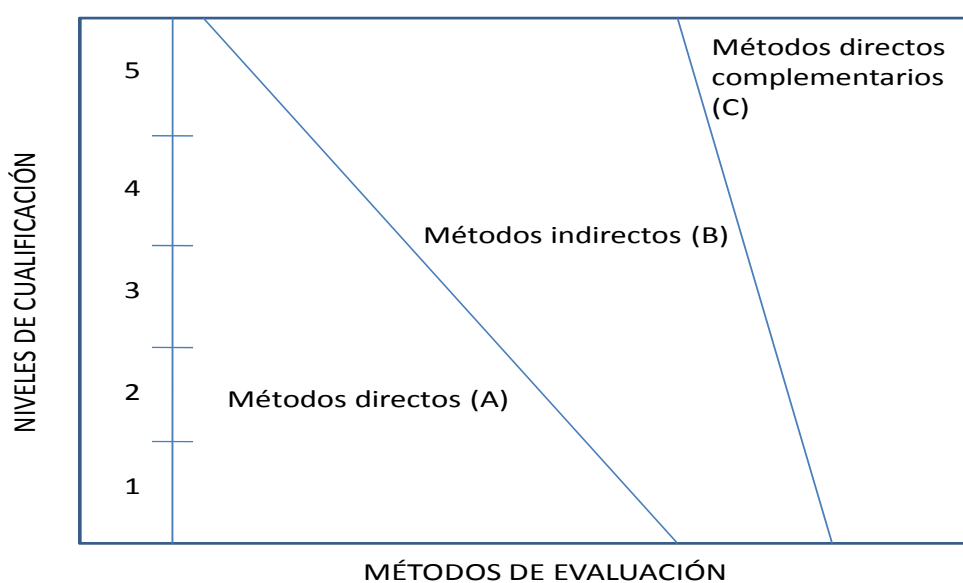 Métodos directos
complementarios
(C)
5
4
Métodos indirectos (B)
3
2
Métodos directos (A)
1
NIVELES DE CUALIFICACIÓN
MÉTODOS DE EVALUACIÓN